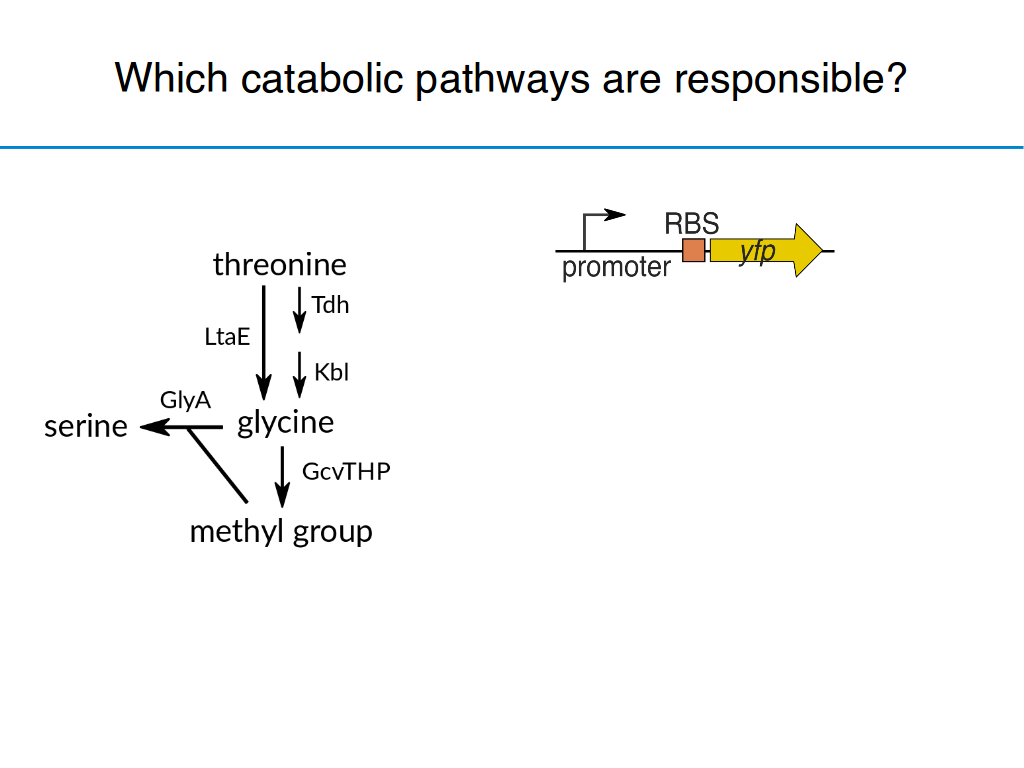 Which catabolic pathways are responsible?
RBS
yfp
promoter
threonine
Tdh
LtaE
Kbl
GlyA
serine
glycine
GcvTHP
methyl group